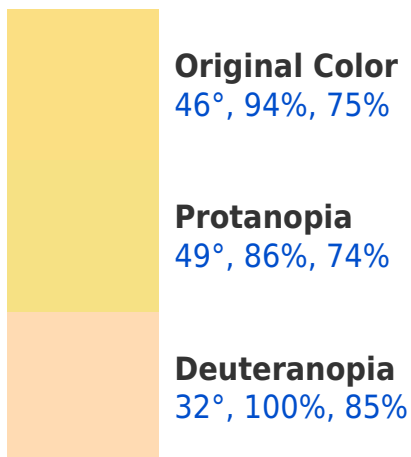 Original Color
46°, 94%, 75%
Protanopia
49°, 86%, 74%
Deuteranopia
32°, 100%, 85%